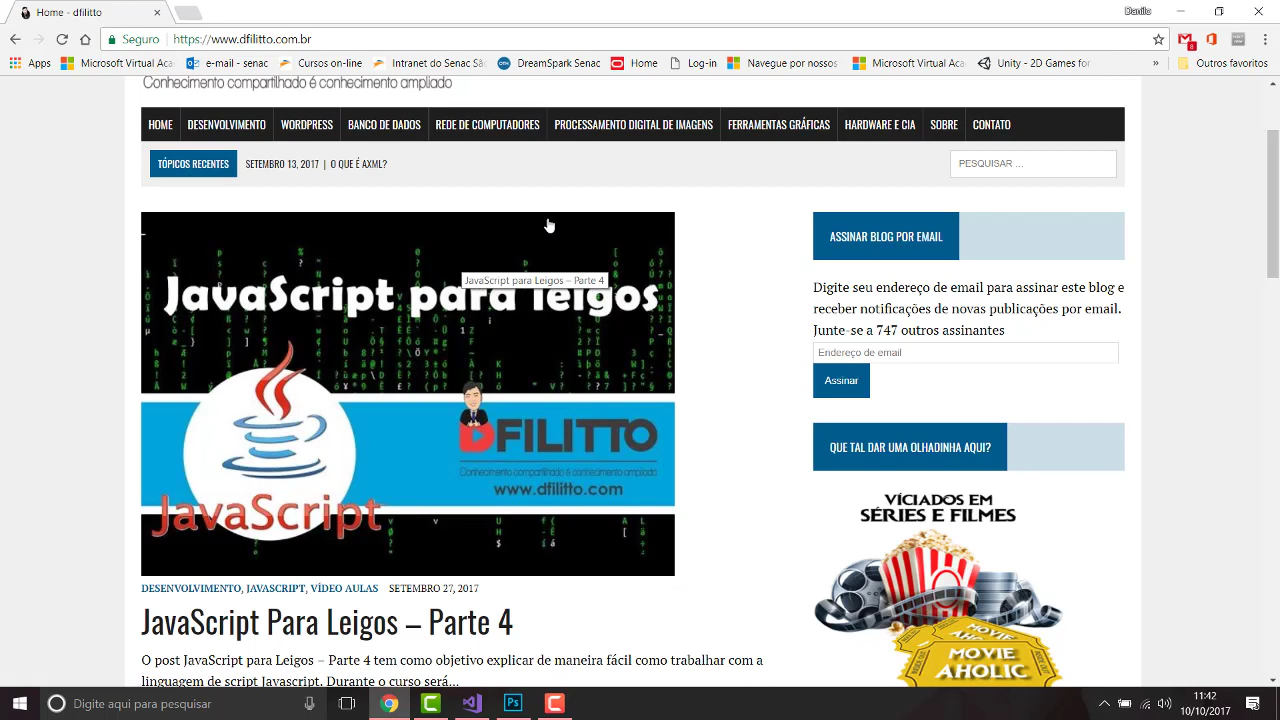 Home - dfilitto
Danilo
Seguro
https://www.dfilitto.com.br
8
Apps
Microsoft Virtual Aca
e-mail - senac
Cursos on-line
Intranet do Senac São
DreamSpark Senac
Home
Log-in
Navegue por nossos
Microsoft Virtual Aca
Unity - 2D Games for
»
Outros favoritos
Conhecimento compartilhado é conhecimento ampliado
HOME
DESENVOLVIMENTO
WORDPRESS
BANCO DE DADOS
REDE DE COMPUTADORES
PROCESSAMENTO DIGITAL DE IMAGENS
FERRAMENTAS GRÁFICAS
HARDWARE E CIA
SOBRE
CONTATO
TÓPICOS RECENTES
SETEMBRO 13, 2017 | O QUE É AXML?
PESQUISAR …
JavaScript para leigos
JavaScript para Leigos – Parte 4
JavaScript
DFILITTO
Conhecimento compartilhado é conhecimento ampliado
www.dfilitto.com
DESENVOLVIMENTO, JAVASCRIPT, VÍDEO AULAS SETEMBRO 27, 2017
JavaScript Para Leigos – Parte 4
O post JavaScript para Leigos – Parte 4 tem como objetivo explicar de maneira fácil como trabalhar com a
linguagem de script Javascript. Durante o curso será...
ASSINAR BLOG POR EMAIL
Digite seu endereço de email para assinar este blog e
receber notificações de novas publicações por email.
Junte-se a 747 outros assinantes
Endereço de email
Assinar
QUE TAL DAR UMA OLHADINHA AQUI?
VÍCIADOS EM
SÉRIES E FILMES
MOVIE
AHOLIC
MOVIE
AHOLIC
Digite aqui para pesquisar
Ps
11:42
10/10/2017